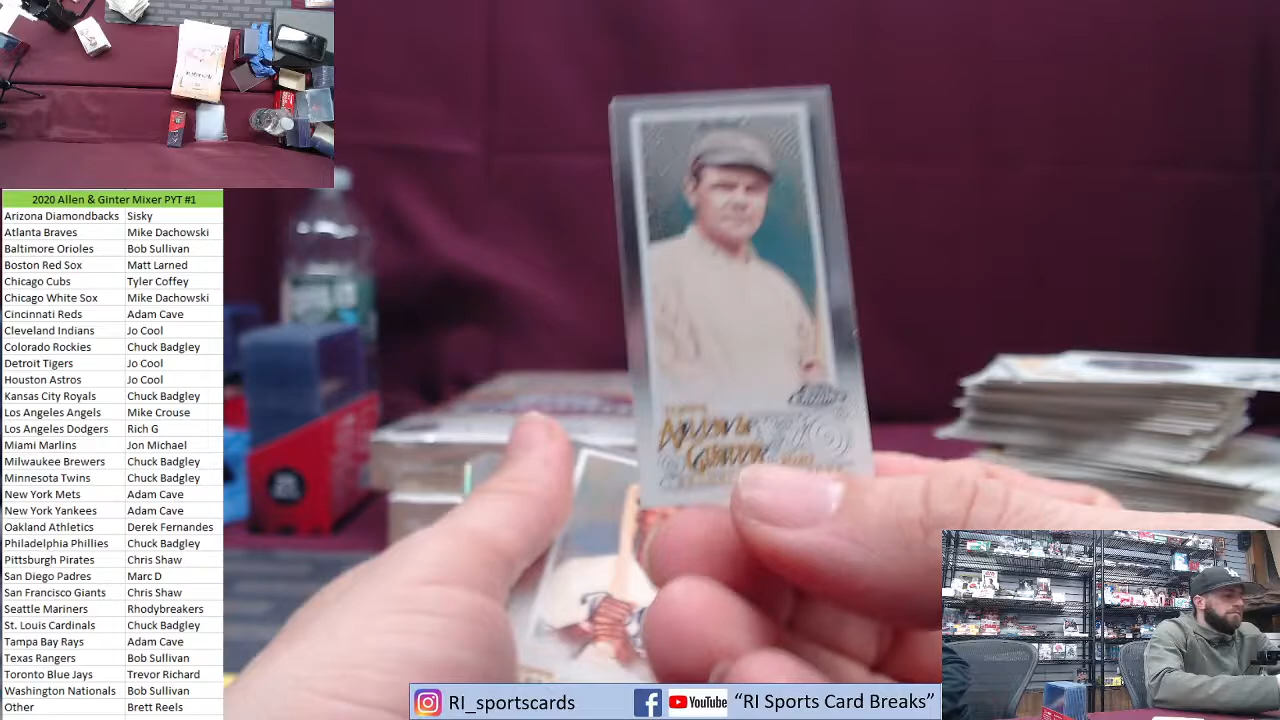 2020 Allen & Ginter Mixer PYT #1
Arizona Diamondbacks Sisky
Atlanta Braves Mike Dachowski
Baltimore Orioles Bob Sullivan
Boston Red Sox Matt Larned
Chicago Cubs Tyler Coffey
Chicago White Sox Mike Dachowski
Cincinnati Reds Adam Cave
Cleveland Indians Jo Cool
Colorado Rockies Chuck Badgley
Detroit Tigers Jo Cool
Houston Astros Jo Cool
Kansas City Royals Chuck Badgley
Los Angeles Angels Mike Crouse
Los Angeles Dodgers Rich G
Miami Marlins Jon Michael
Milwaukee Brewers Chuck Badgley
Minnesota Twins Chuck Badgley
New York Mets Adam Cave
New York Yankees Adam Cave
Oakland Athletics Derek Fernandes
Philadelphia Phillies Chuck Badgley
Pittsburgh Pirates Chris Shaw
San Diego Padres Marc D
San Francisco Giants Chris Shaw
Seattle Mariners Rhodybreakers
St. Louis Cardinals Chuck Badgley
Tampa Bay Rays Adam Cave
Texas Rangers Bob Sullivan
Toronto Blue Jays Trevor Richard
Washington Nationals Bob Sullivan
Other Brett Reels
Allen &
Ginter
RI_sportscards YouTube “RI Sports Card Breaks”